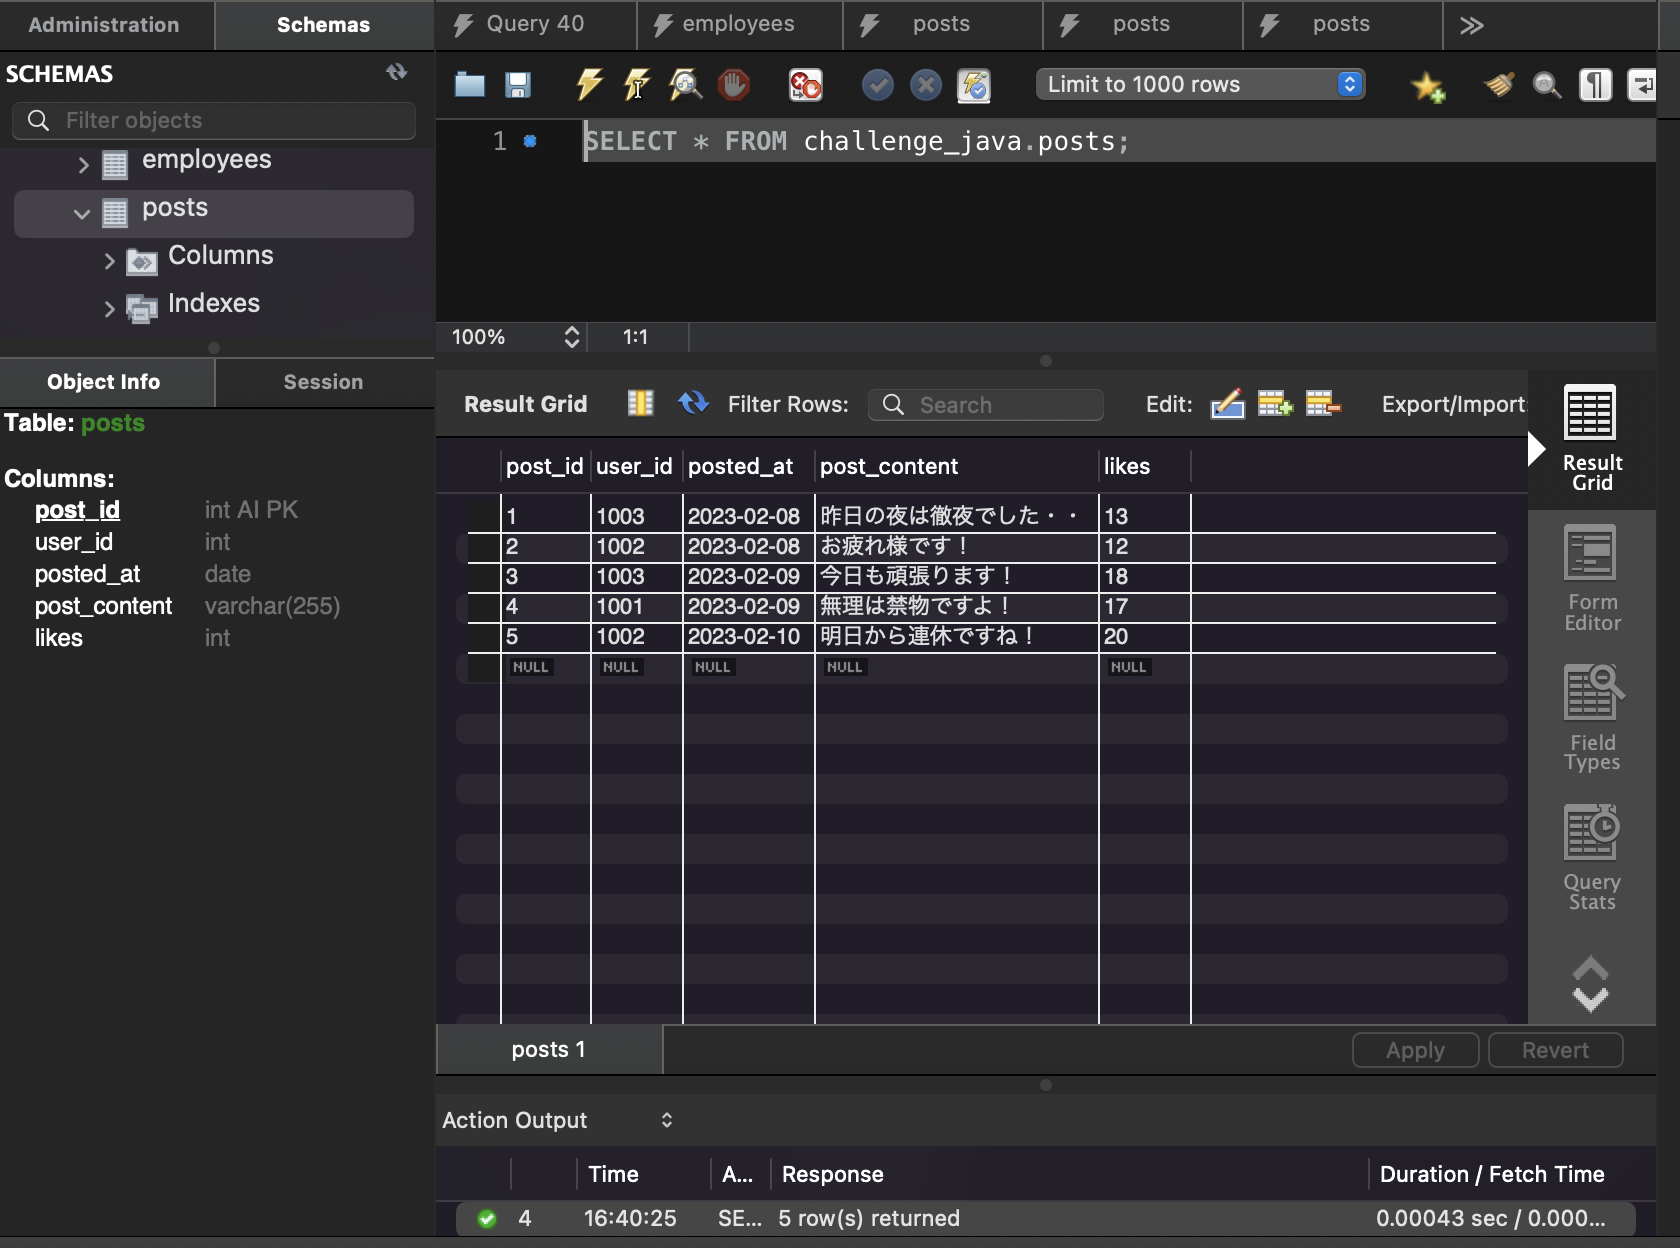 Administration Schemas
Query 40 employees posts posts posts
SCHEMAS
Filter objects
Limit to 1000 rows
employees
posts
Columns
Indexes
1 SELECT * FROM challenge_java.posts;
100% 1:1
Object Info Session
Table: posts
Columns:
post_id int AI PK
user_id int
posted_at date
post_content varchar(255)
likes int
Result Grid Filter Rows: Search Edit: Export/Import:
post_id user_id posted_at post_content likes
1 1003 2023-02-08 昨日の夜は徹夜でした・・ 13
2 1002 2023-02-08 お疲れ様です！ 12
3 1003 2023-02-09 今日も頑張ります！ 18
4 1001 2023-02-09 無理は禁物ですよ！ 17
5 1002 2023-02-10 明日から連休ですね！ 20
NULL NULL NULL NULL NULL
Result
Grid
Form
Editor
Field
Types
Query
Stats
posts 1 Apply Revert
Action Output
Time A... Response Duration / Fetch Time
4 16:40:25 SE... 5 row(s) returned 0.00043 sec / 0.000...